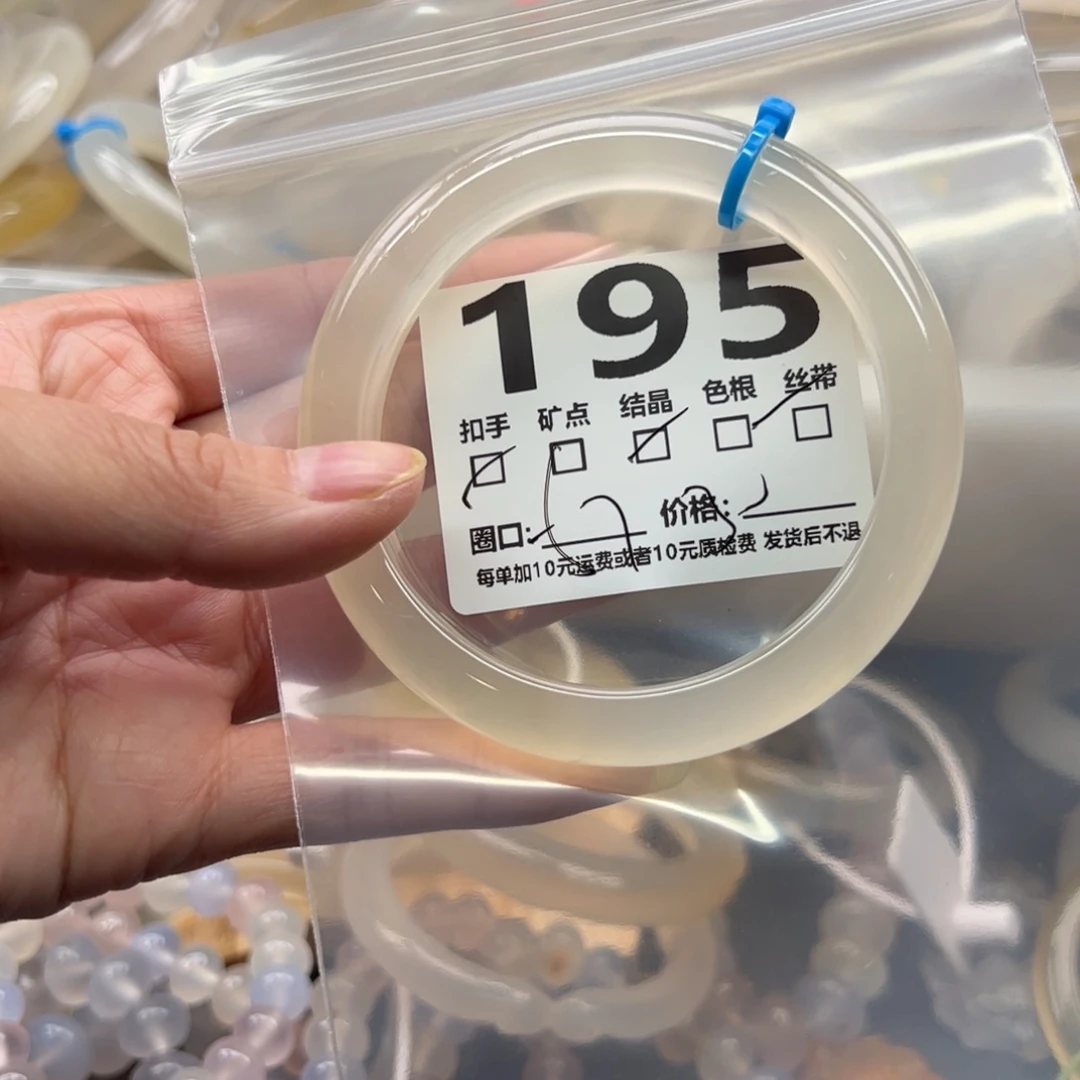 195
扣手 矿点 结晶 色根 丝带
圈口: 价格:
每单加10元运费或者10元质检费 发货后不退